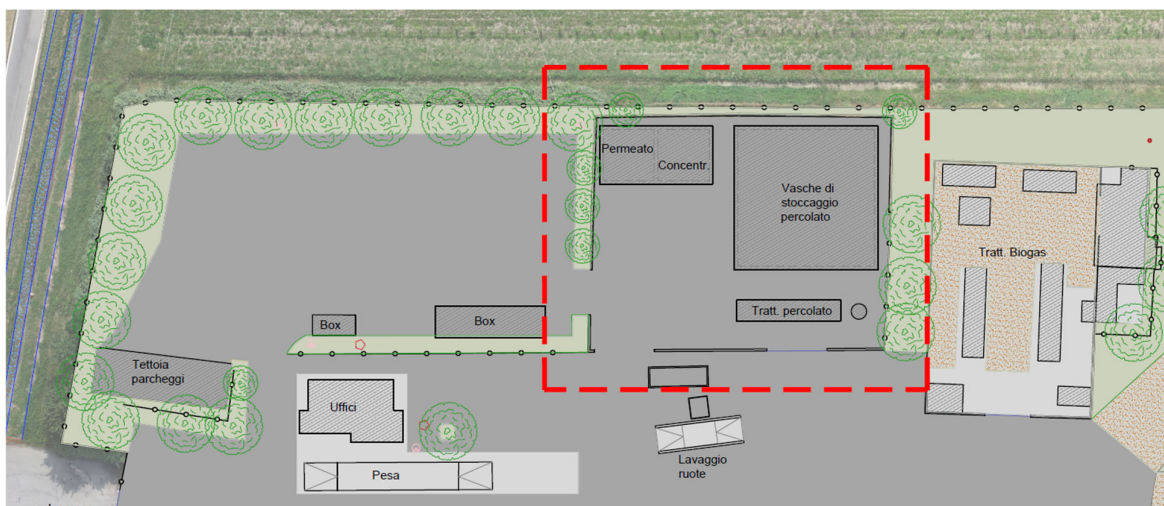 Permeato
Concentr.
Vasche di
stoccaggio
percolato
Tratt. Biogas
Tratt. percolato
Box
Box
Tettoia
parcheggi
Uffici
Pesa
Lavaggio
ruote